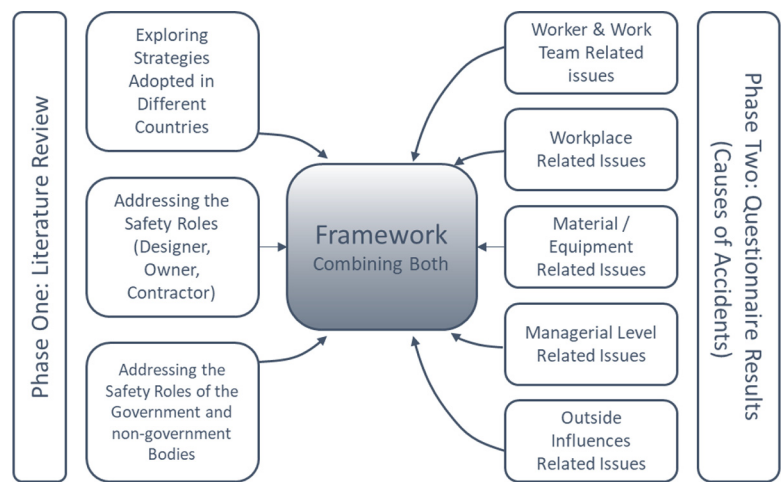 Phase One: Literature Review
Exploring
Strategies
Adopted in
Different
Countries
Addressing the
Safety Roles
(Designer,
Owner,
Contractor)
Addressing the
Safety Roles of the
Government and
non-government
Bodies
Framework
Combining Both
Worker & Work
Team Related
issues
Workplace
Related Issues
Material /
Equipment
Related Issues
Managerial Level
Related Issues
Outside
Influences
Related Issues
Phase Two: Questionnaire Results
(Causes of Accidents)